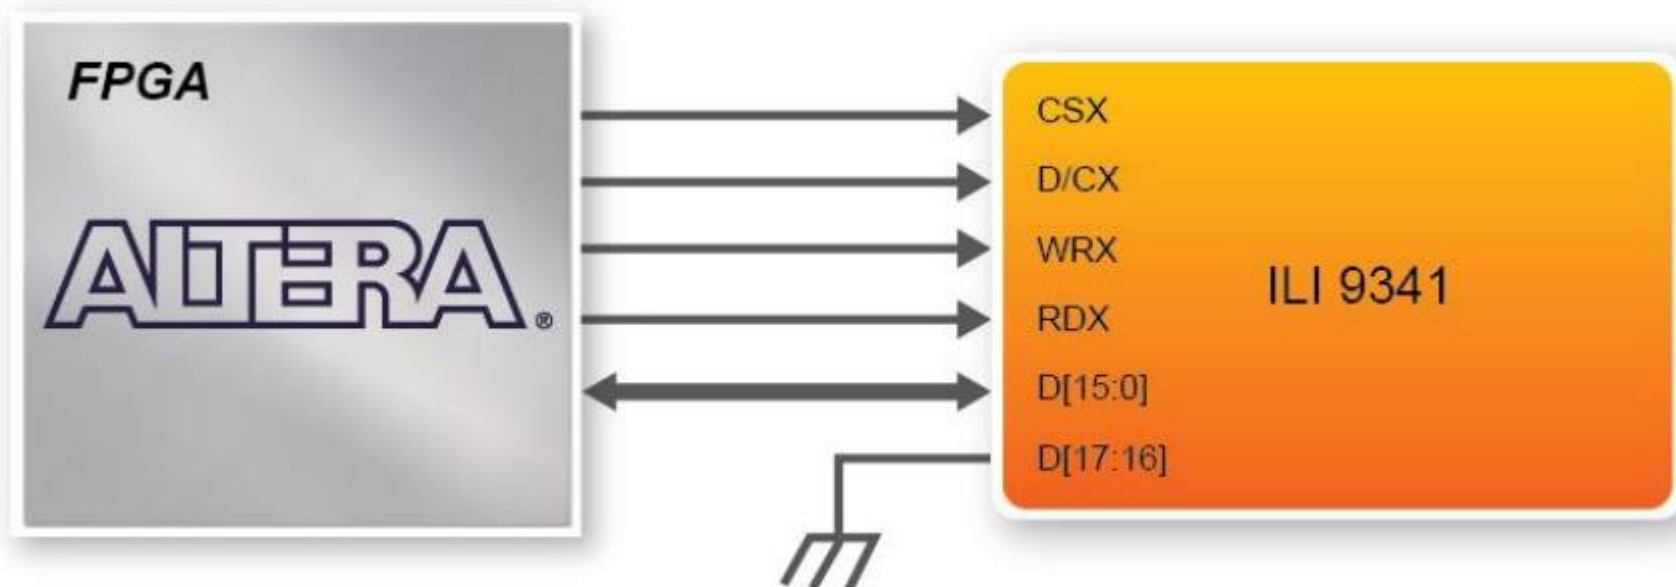 FPGA
ALTERA®
CSX
D/CX
WRX
RDX
D[15:0]
D[17:16]
ILI 9341